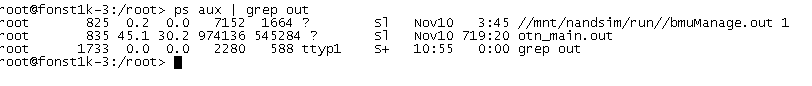 root@fonst1k-3:/root> ps aux | grep out
root       825  0.2  0.0   7152  1664 ?        Sl   Nov10   3:45 //mnt/nandsim/run//bmuManage.out 1
root       835 45.1 30.2 974136 545284 ?       Sl   Nov10 719:20 otn_main.out
root      1733  0.0  0.0   2280   588 ttyp1    S+   10:55   0:00 grep out
root@fonst1k-3:/root>